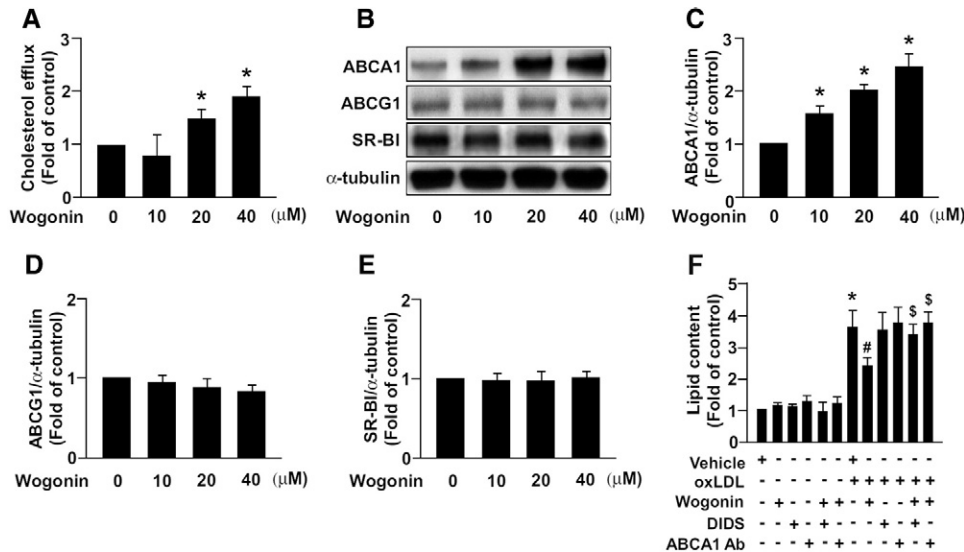 A
Cholesterol efflux
(Fold of control)
3
2
1
0
* *
Wogonin 0 10 20 40 (μM)
B
ABCA1
ABCG1
SR-BI
α-tubulin
Wogonin 0 10 20 40
C
ABCA1/α-tubulin
(Fold of control)
3
2
1
0
* * *
Wogonin 0 10 20 40 (μM)
D
ABCG1/α-tubulin
(Fold of control)
2
1
0
Wogonin 0 10 20 40 (μM)
E
SR-BI/α-tubulin
(Fold of control)
2
1
0
Wogonin 0 10 20 40 (μM)
F
Lipid content
(Fold of control)
5
4
3
2
1
0
* # $ $
Vehicle + - - - - - + - - - - -
oxLDL - - - - - - + + + + + +
Wogonin - + - - + + - + - - + +
DIDS - - + - + - - - + - + -
ABCA1 Ab - - - + - + - - - + - +